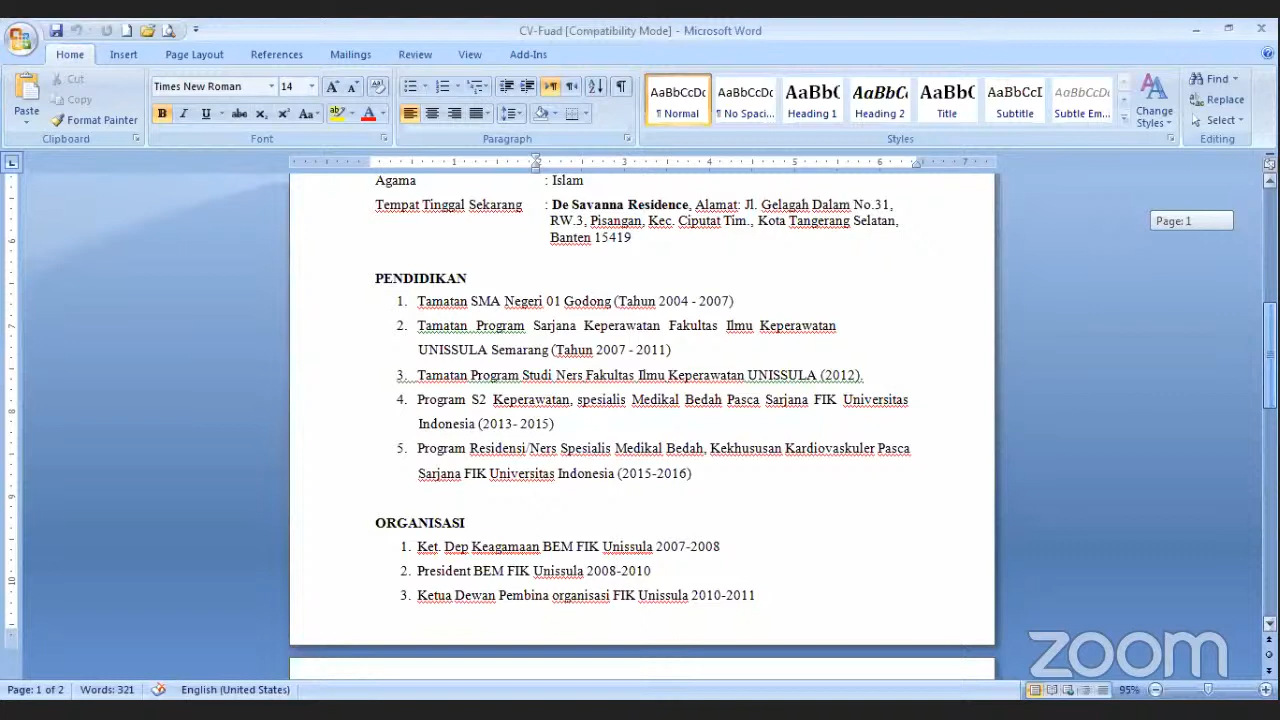 CV-Fuad [Compatibility Mode] - Microsoft Word
Home Insert Page Layout References Mailings Review View Add-Ins
Cut
Copy
Paste
Format Painter
Clipboard
Times New Roman 14
Font
Paragraph
AaBbCcDc AaBbCcDc AaBbC AaBbCc AaBbC AaBbCcI AaBbCcDc
¶ Normal ¶ No Spaci... Heading 1 Heading 2 Title Subtitle Subtle Em...
Styles
Change Styles
Find
Replace
Select
Editing
1 3 4 5 6 7
Agama : Islam
Tempat Tinggal Sekarang : De Savanna Residence, Alamat: Jl. Gelagah Dalam No.31,
RW.3, Pisangan, Kec. Ciputat Tim., Kota Tangerang Selatan,
Banten 15419
Page: 1
PENDIDIKAN
1. Tamatan SMA Negeri 01 Godong (Tahun 2004 - 2007)
2. Tamatan Program Sarjana Keperawatan Fakultas Ilmu Keperawatan
UNISSULA Semarang (Tahun 2007 - 2011)
3. Tamatan Program Studi Ners Fakultas Ilmu Keperawatan UNISSULA (2012).
4. Program S2 Keperawatan, spesialis Medikal Bedah Pasca Sarjana FIK Universitas
Indonesia (2013- 2015)
5. Program Residensi/Ners Spesialis Medikal Bedah, Kekhususan Kardiovaskuler Pasca
Sarjana FIK Universitas Indonesia (2015-2016)
ORGANISASI
1. Ket. Dep Keagamaan BEM FIK Unissula 2007-2008
2. President BEM FIK Unissula 2008-2010
3. Ketua Dewan Pembina organisasi FIK Unissula 2010-2011
zoom
Page: 1 of 2 Words: 321 English (United States) 95%